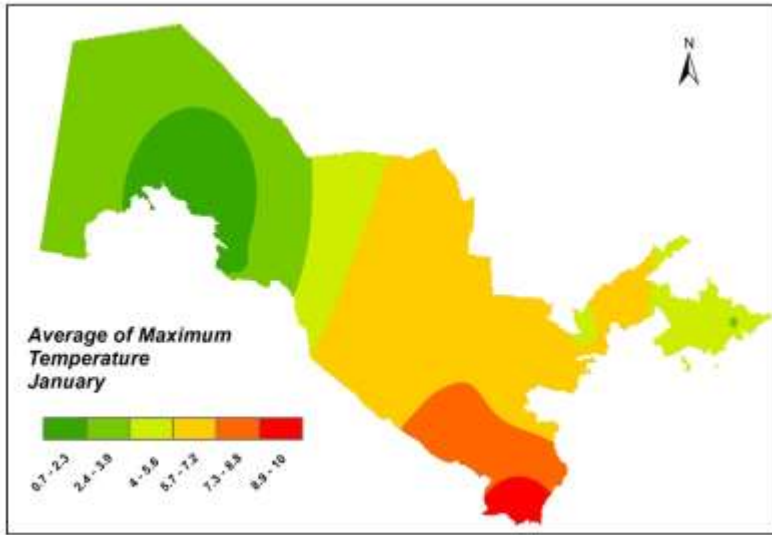 N
Average of Maximum
Temperature
January
0.7 - 2.3
2.4 - 3.9
4 - 5.6
5.7 - 7.2
7.3 - 8.8
8.9 - 10